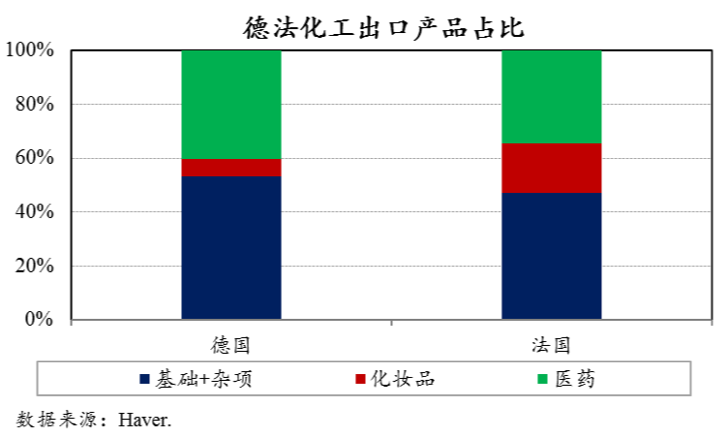 德法化工出口产品占比
100%
80%
60%
40%
20%
0%
德国 法国
基础+杂项 化妆品 医药
数据来源：Haver.